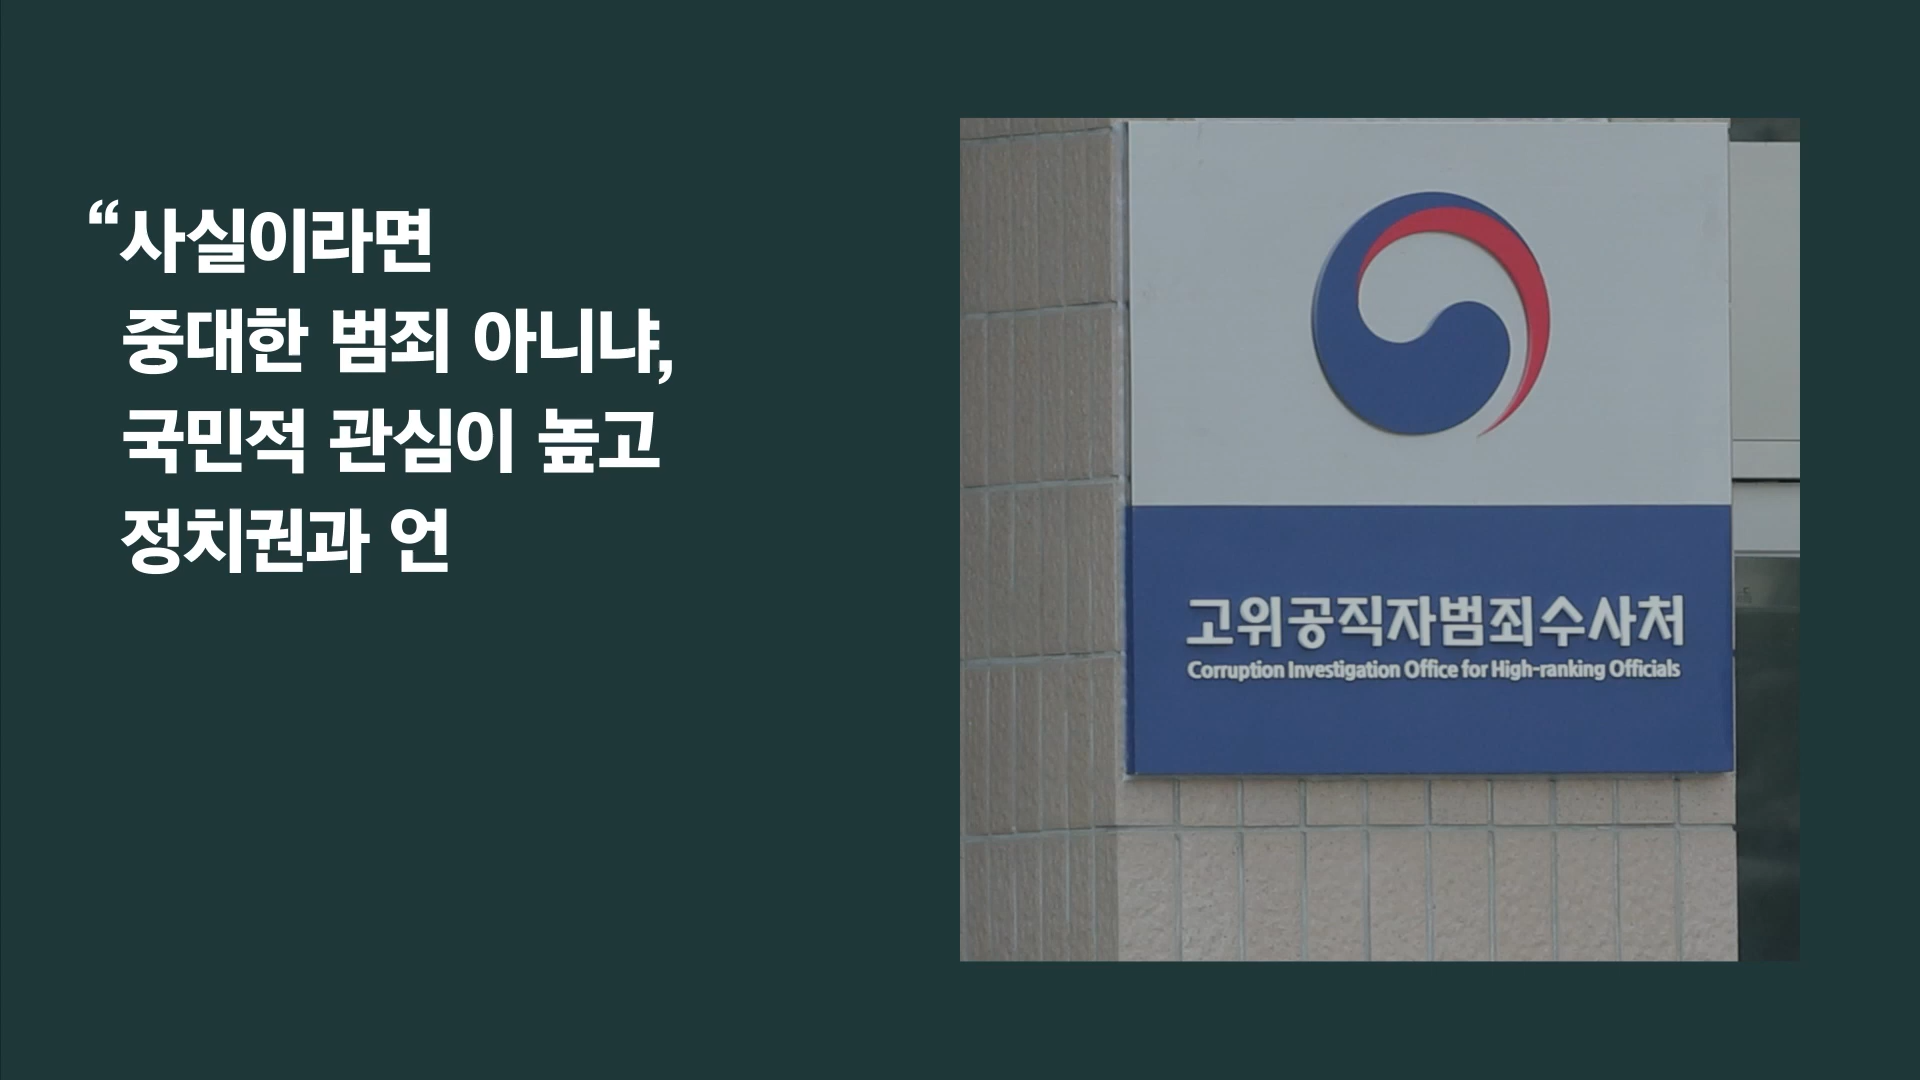 “사실이라면
중대한 범죄 아니냐,
국민적 관심이 높고
정치권과 언
고위공직자범죄수사처
Corruption Investigation Office for High-ranking Officials